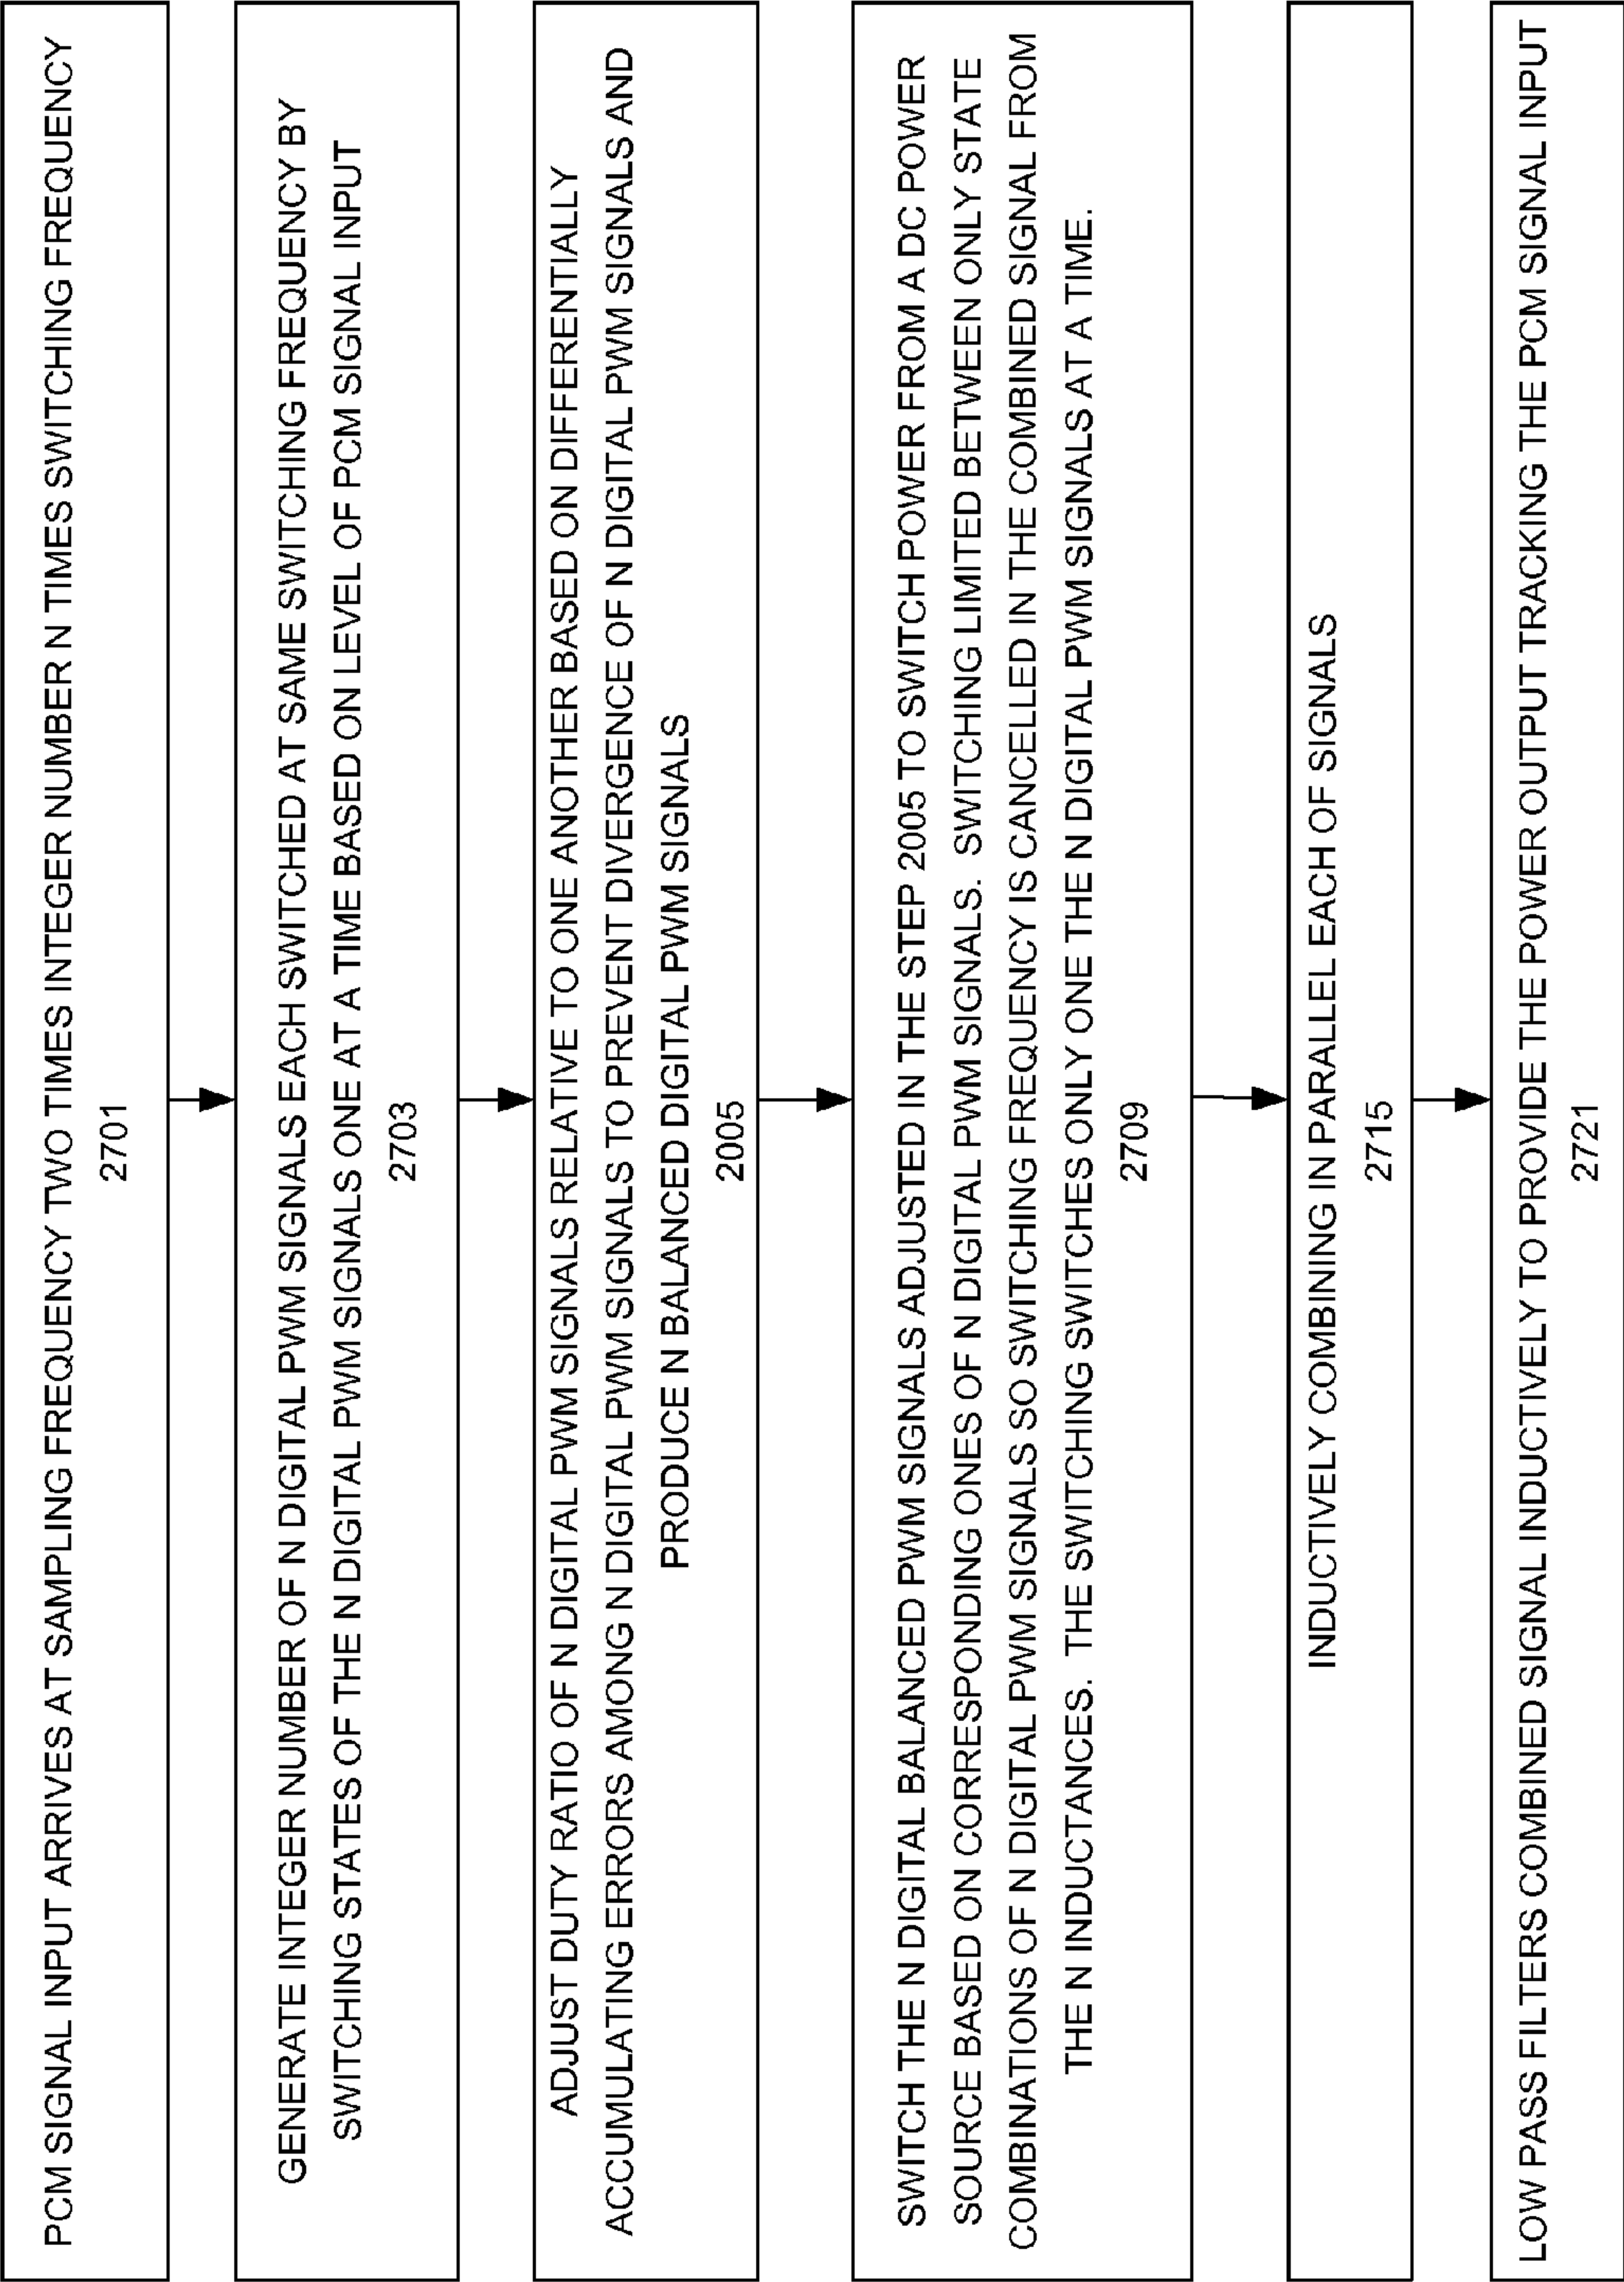 PCM SIGNAL INPUT ARRIVES AT SAMPLING FREQUENCY TWO TIMES INTEGER NUMBER N TIMES SWITCHING FREQUENCY
2701
GENERATE INTEGER NUMBER OF N DIGITAL PWM SIGNALS EACH SWITCHED AT SAME SWITCHING FREQUENCY BY
SWITCHING STATES OF THE N DIGITAL PWM SIGNALS ONE AT A TIME BASED ON LEVEL OF PCM SIGNAL INPUT
2703
ADJUST DUTY RATIO OF N DIGITAL PWM SIGNALS RELATIVE TO ONE ANOTHER BASED ON DIFFERENTIALLY
ACCUMULATING ERRORS AMONG N DIGITAL PWM SIGNALS TO PREVENT DIVERGENCE OF N DIGITAL PWM SIGNALS AND
PRODUCE N BALANCED DIGITAL PWM SIGNALS
2005
SWITCH THE N DIGITAL BALANCED PWM SIGNALS ADJUSTED IN THE STEP 2005 TO SWITCH POWER FROM A DC POWER
SOURCE BASED ON CORRESPONDING ONES OF N DIGITAL PWM SIGNALS. SWITCHING LIMITED BETWEEN ONLY STATE
COMBINATIONS OF N DIGITAL PWM SIGNALS SO SWITCHING FREQUENCY IS CANCELLED IN THE COMBINED SIGNAL FROM
THE N INDUCTANCES. THE SWITCHING SWITCHES ONLY ONE THE N DIGITAL PWM SIGNALS AT A TIME.
2709
INDUCTIVELY COMBINING IN PARALLEL EACH OF SIGNALS
2715
LOW PASS FILTERS COMBINED SIGNAL INDUCTIVELY TO PROVIDE THE POWER OUTPUT TRACKING THE PCM SIGNAL INPUT
2721